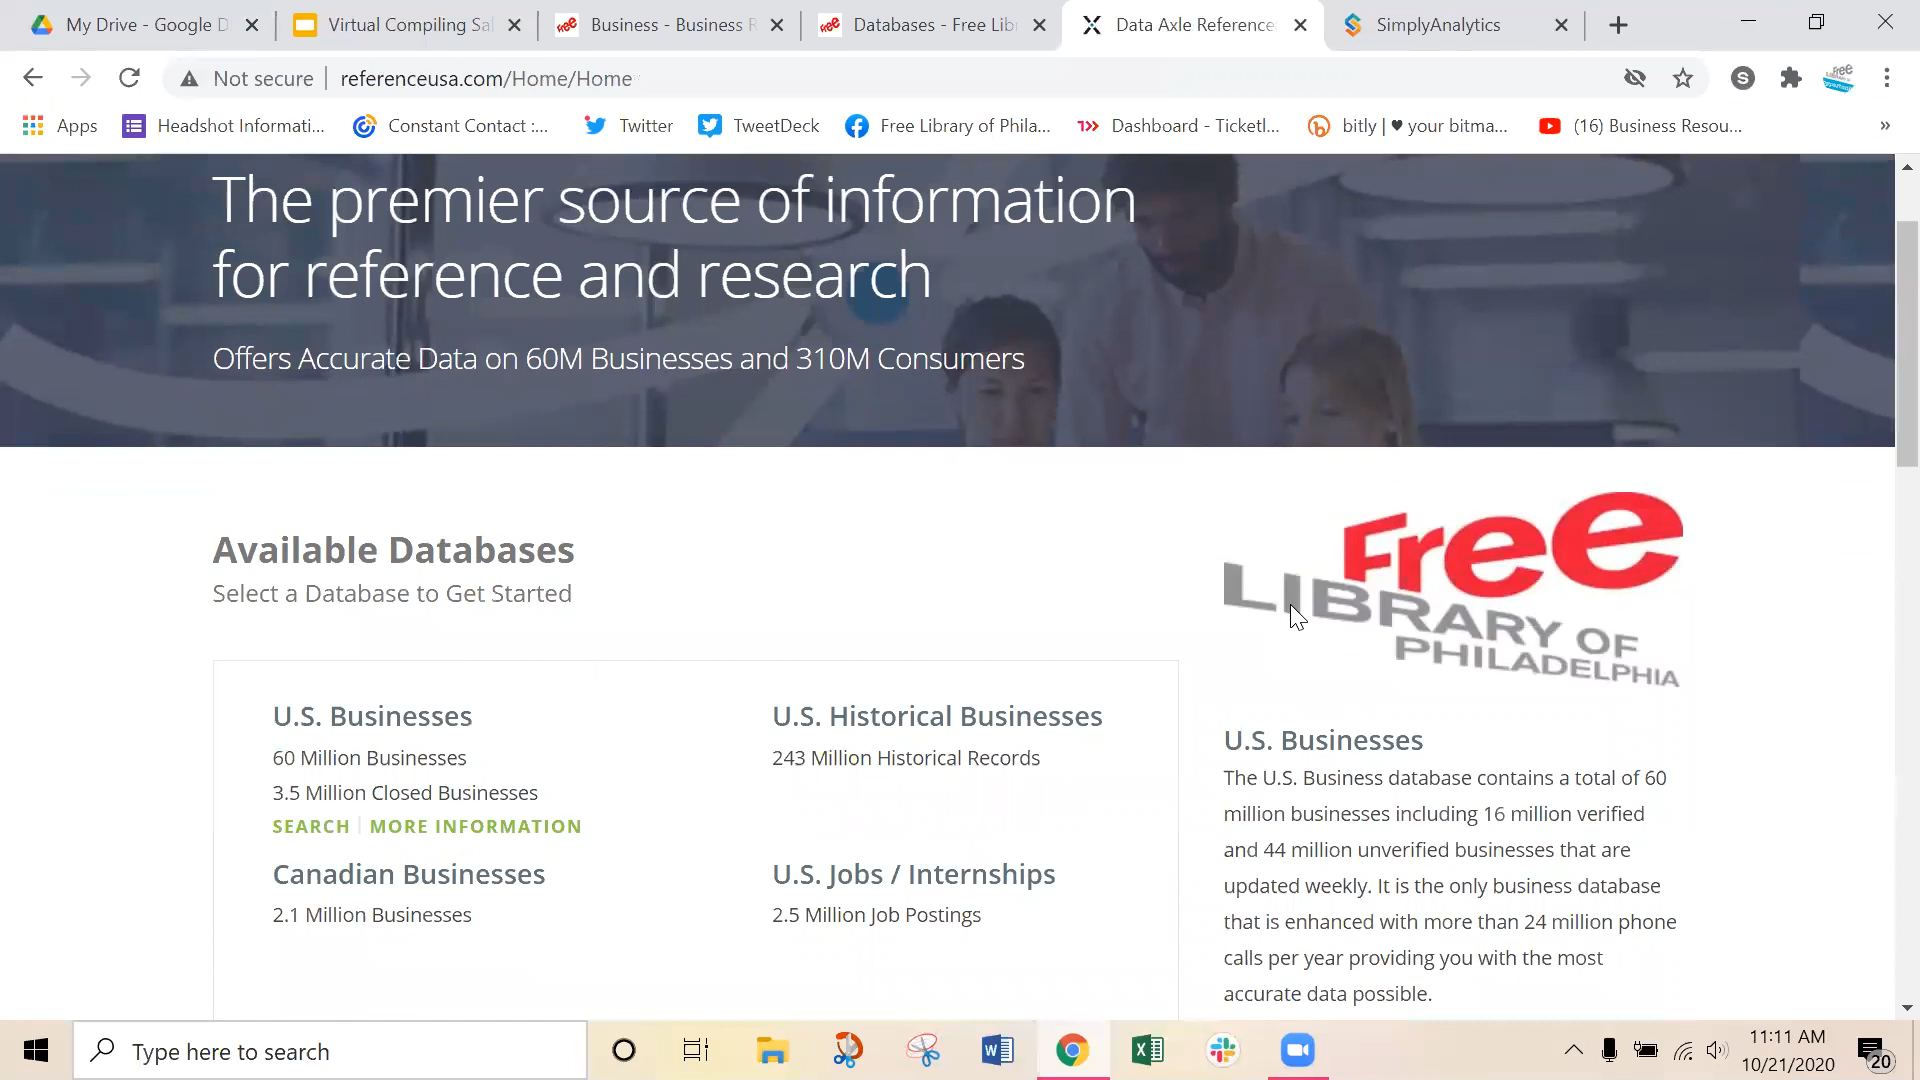 My Drive - Google D
Virtual Compiling Sal
Business - Business R
Databases - Free Lib
Data Axle Reference
SimplyAnalytics
Not secure | referenceusa.com/Home/Home
S
Apps
Headshot Informati...
Constant Contact :...
Twitter
TweetDeck
Free Library of Phila...
Dashboard - Ticketl...
bitly | ♥ your bitma...
(16) Business Resou...
»
The premier source of information
for reference and research
Offers Accurate Data on 60M Businesses and 310M Consumers
Available Databases
Select a Database to Get Started
U.S. Businesses
60 Million Businesses
3.5 Million Closed Businesses
SEARCH | MORE INFORMATION
U.S. Historical Businesses
243 Million Historical Records
Canadian Businesses
2.1 Million Businesses
U.S. Jobs / Internships
2.5 Million Job Postings
Free
LIBRARY OF
PHILADELPHIA
U.S. Businesses
The U.S. Business database contains a total of 60
million businesses including 16 million verified
and 44 million unverified businesses that are
updated weekly. It is the only business database
that is enhanced with more than 24 million phone
calls per year providing you with the most
accurate data possible.
Type here to search
11:11 AM
10/21/2020
20